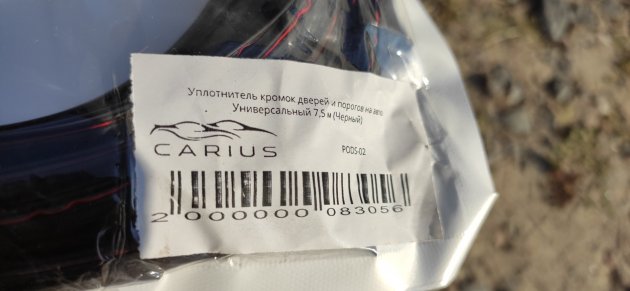 Уплотнитель кромок дверей и порогов на авто
Универсальный 7,5 м (Черный)
CARIUS
PODS-02
2 000000 083056